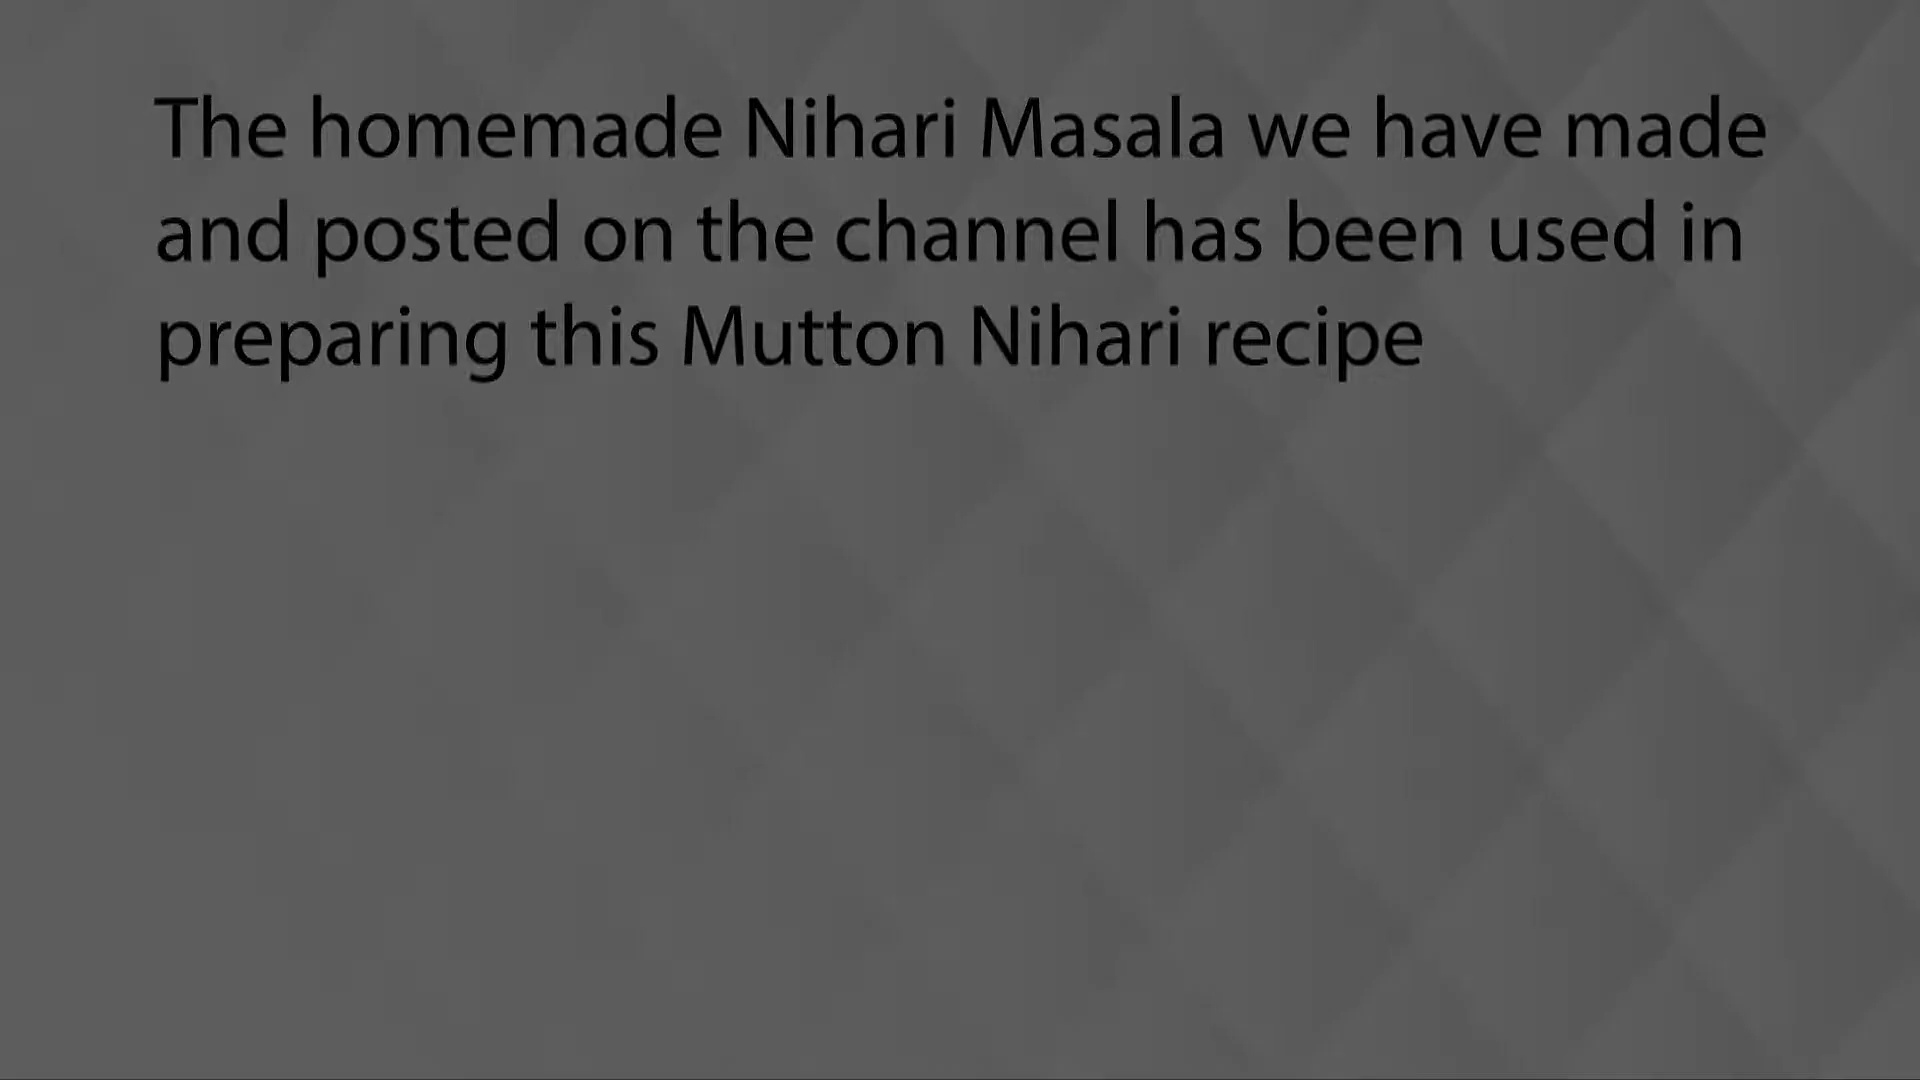 The homemade Nihari Masala we have made
and posted on the channel has been used in
preparing this Mutton Nihari recipe